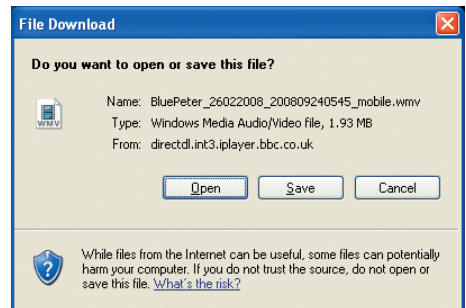 File Download
Do you want to open or save this file?
WMV
Name: BluePeter_26022008_200809240545_mobile.wmv
Type: Windows Media Audio/Video file, 1.93 MB
From: directdl.int3.iplayer.bbc.co.uk
Open Save Cancel
While files from the Internet can be useful, some files can potentially
harm your computer. If you do not trust the source, do not open or
save this file. What's the risk?